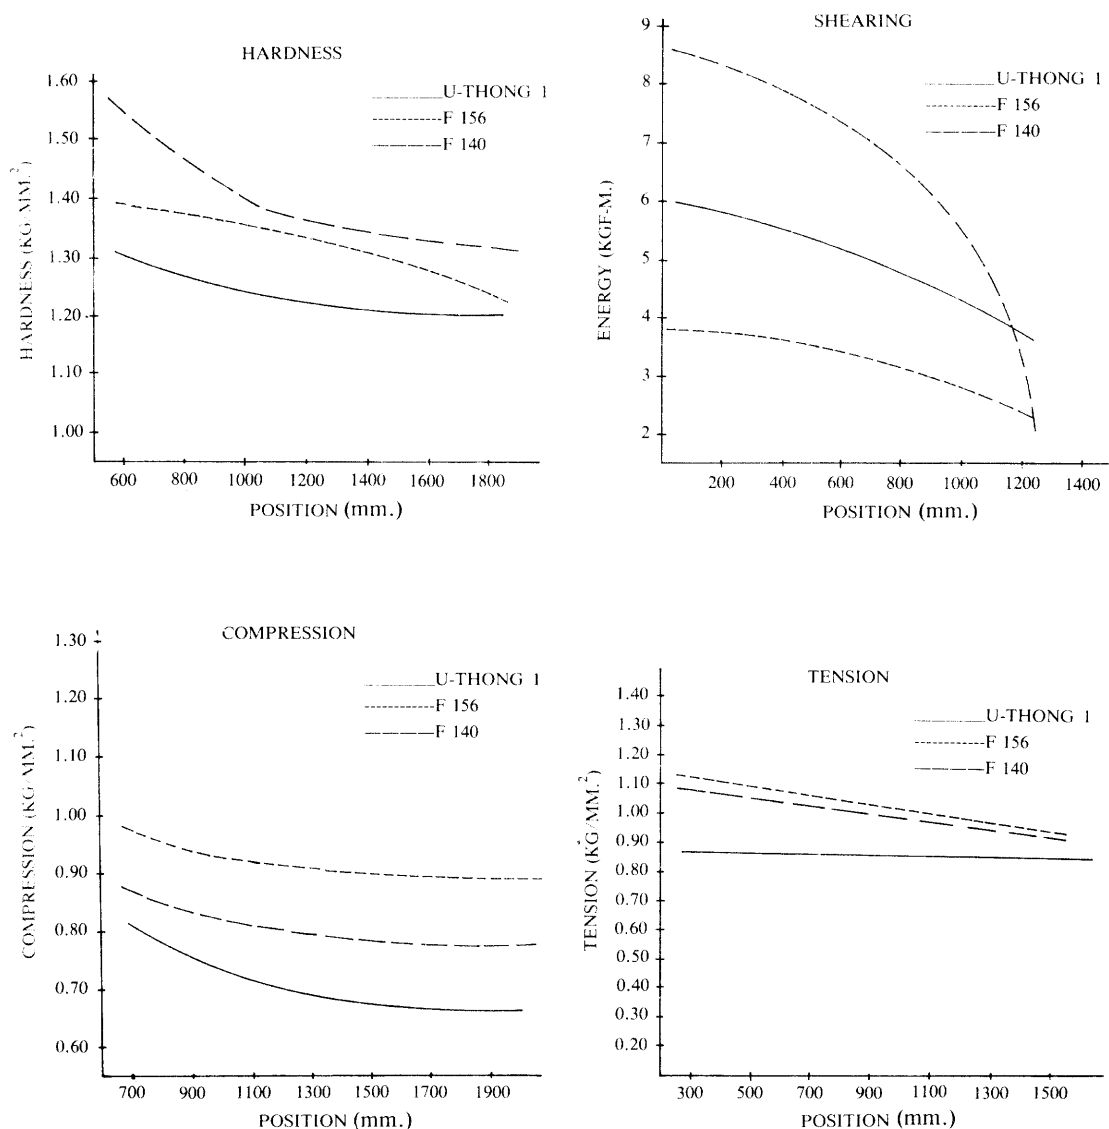 HARDNESS
U-THONG 1
F 156
F 140
HARDNESS (KG/MM.²)
1.60
1.50
1.40
1.30
1.20
1.10
1.00
600 800 1000 1200 1400 1600 1800
POSITION (mm.)
SHEARING
U-THONG 1
F 156
F 140
ENERGY (KGF-M.)
9
8
7
6
5
4
3
2
200 400 600 800 1000 1200 1400
POSITION (mm.)
COMPRESSION
U-THONG 1
F 156
F 140
COMPRESSION (KG/MM.²)
1.30
1.20
1.10
1.00
0.90
0.80
0.70
0.60
700 900 1100 1300 1500 1700 1900
POSITION (mm.)
TENSION
U-THONG 1
F 156
F 140
TENSION (KG/MM.²)
1.40
1.30
1.20
1.10
1.00
0.90
0.80
0.70
0.60
0.50
0.40
0.30
0.20
300 500 700 900 1100 1300 1500
POSITION (mm.)